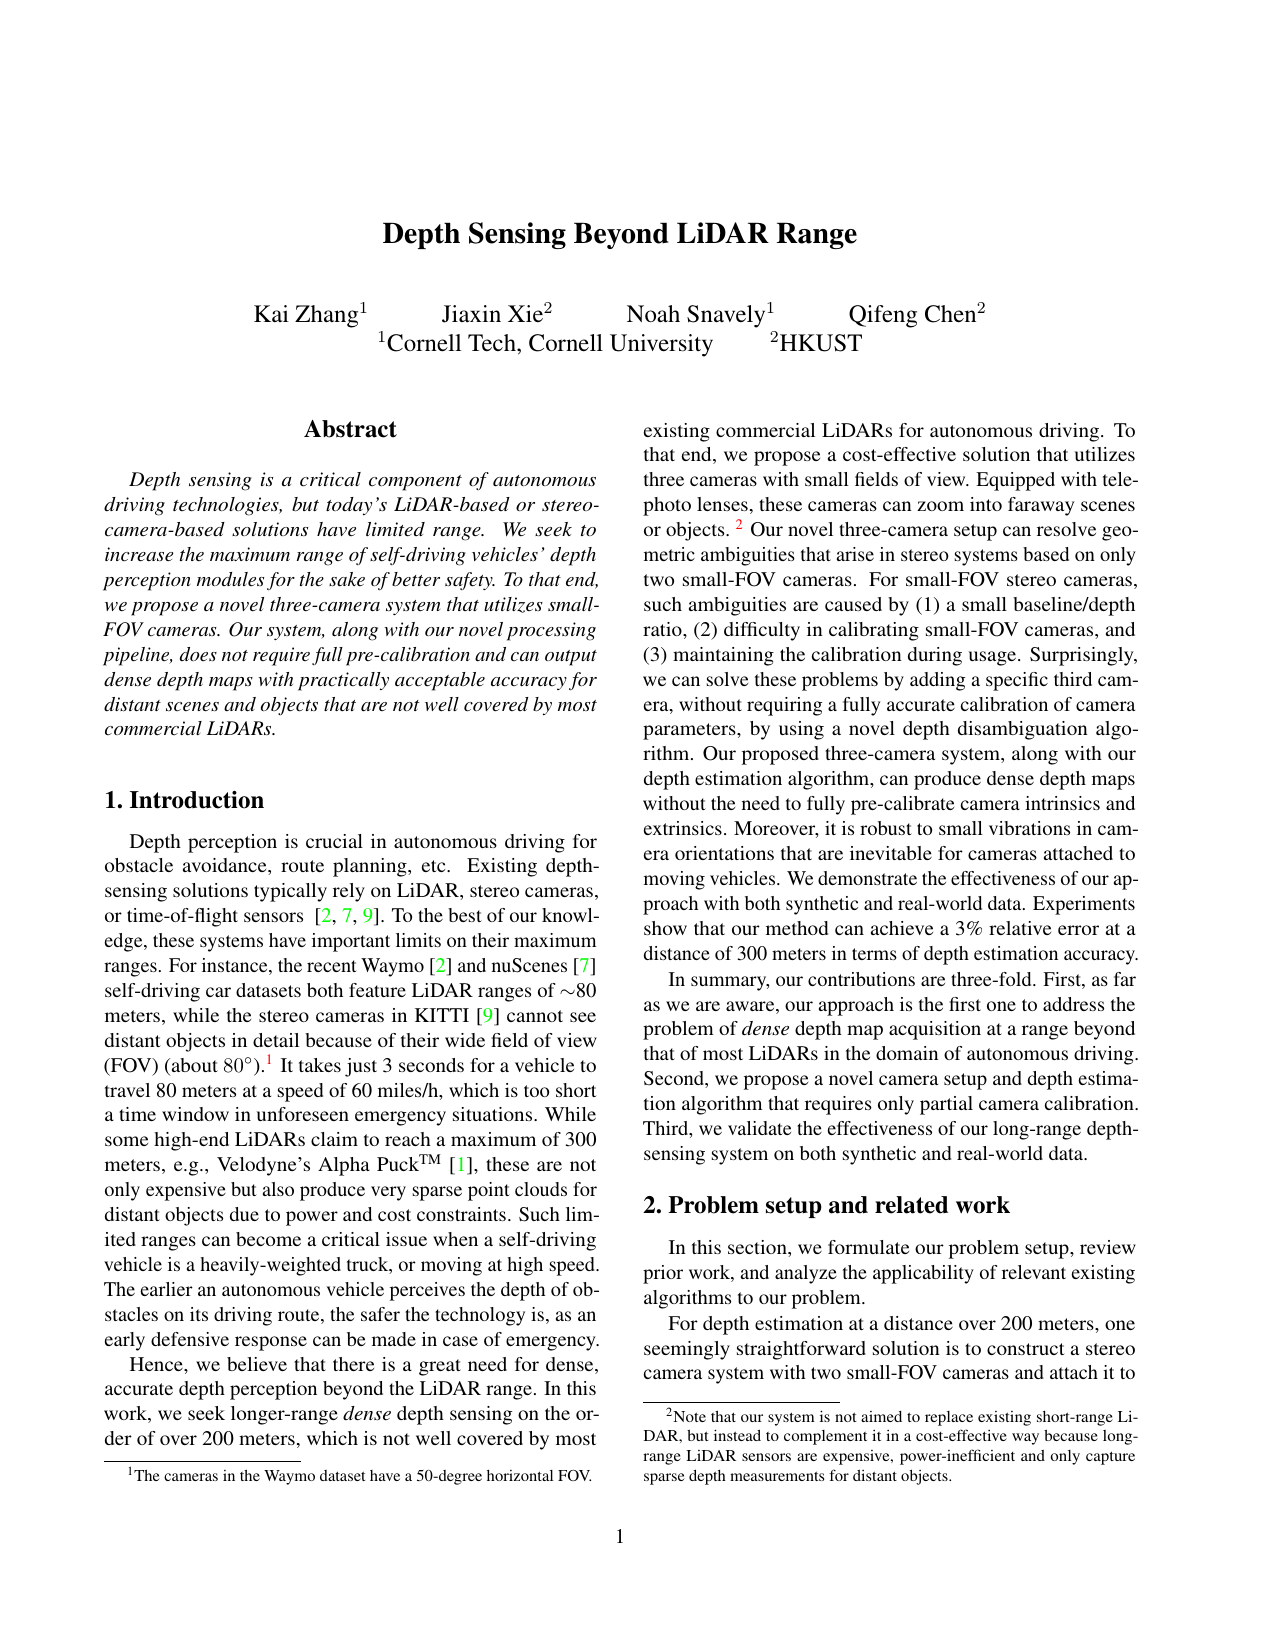 Depth Sensing Beyond LiDAR Range
Kai Zhang1 Jiaxin Xie2 Noah Snavely1 Qifeng Chen2
1Cornell Tech, Cornell University 2HKUST
Abstract
Depth sensing is a critical component of autonomous
driving technologies, but today's LiDAR-based or stereo-
camera-based solutions have limited range. We seek to
increase the maximum range of self-driving vehicles' depth
perception modules for the sake of better safety. To that end,
we propose a novel three-camera system that utilizes small-
FOV cameras. Our system, along with our novel processing
pipeline, does not require full pre-calibration and can output
dense depth maps with practically acceptable accuracy for
distant scenes and objects that are not well covered by most
commercial LiDARs.
1. Introduction
Depth perception is crucial in autonomous driving for
obstacle avoidance, route planning, etc. Existing depth-
sensing solutions typically rely on LiDAR, stereo cameras,
or time-of-flight sensors [2, 7, 9]. To the best of our knowl-
edge, these systems have important limits on their maximum
ranges. For instance, the recent Waymo [2] and nuScenes [7]
self-driving car datasets both feature LiDAR ranges of ∼80
meters, while the stereo cameras in KITTI [9] cannot see
distant objects in detail because of their wide field of view
(FOV) (about 80°).1 It takes just 3 seconds for a vehicle to
travel 80 meters at a speed of 60 miles/h, which is too short
a time window in unforeseen emergency situations. While
some high-end LiDARs claim to reach a maximum of 300
meters, e.g., Velodyne's Alpha Puck™ [1], these are not
only expensive but also produce very sparse point clouds for
distant objects due to power and cost constraints. Such lim-
ited ranges can become a critical issue when a self-driving
vehicle is a heavily-weighted truck, or moving at high speed.
The earlier an autonomous vehicle perceives the depth of ob-
stacles on its driving route, the safer the technology is, as an
early defensive response can be made in case of emergency.
Hence, we believe that there is a great need for dense,
accurate depth perception beyond the LiDAR range. In this
work, we seek longer-range dense depth sensing on the or-
der of over 200 meters, which is not well covered by most
1The cameras in the Waymo dataset have a 50-degree horizontal FOV.
existing commercial LiDARs for autonomous driving. To
that end, we propose a cost-effective solution that utilizes
three cameras with small fields of view. Equipped with tele-
photo lenses, these cameras can zoom into faraway scenes
or objects. 2 Our novel three-camera setup can resolve geo-
metric ambiguities that arise in stereo systems based on only
two small-FOV cameras. For small-FOV stereo cameras,
such ambiguities are caused by (1) a small baseline/depth
ratio, (2) difficulty in calibrating small-FOV cameras, and
(3) maintaining the calibration during usage. Surprisingly,
we can solve these problems by adding a specific third cam-
era, without requiring a fully accurate calibration of camera
parameters, by using a novel depth disambiguation algo-
rithm. Our proposed three-camera system, along with our
depth estimation algorithm, can produce dense depth maps
without the need to fully pre-calibrate camera intrinsics and
extrinsics. Moreover, it is robust to small vibrations in cam-
era orientations that are inevitable for cameras attached to
moving vehicles. We demonstrate the effectiveness of our ap-
proach with both synthetic and real-world data. Experiments
show that our method can achieve a 3% relative error at a
distance of 300 meters in terms of depth estimation accuracy.
In summary, our contributions are three-fold. First, as far
as we are aware, our approach is the first one to address the
problem of dense depth map acquisition at a range beyond
that of most LiDARs in the domain of autonomous driving.
Second, we propose a novel camera setup and depth estima-
tion algorithm that requires only partial camera calibration.
Third, we validate the effectiveness of our long-range depth-
sensing system on both synthetic and real-world data.
2. Problem setup and related work
In this section, we formulate our problem setup, review
prior work, and analyze the applicability of relevant existing
algorithms to our problem.
For depth estimation at a distance over 200 meters, one
seemingly straightforward solution is to construct a stereo
camera system with two small-FOV cameras and attach it to
2Note that our system is not aimed to replace existing short-range Li-
DAR, but instead to complement it in a cost-effective way because long-
range LiDAR sensors are expensive, power-inefficient and only capture
sparse depth measurements for distant objects.
1